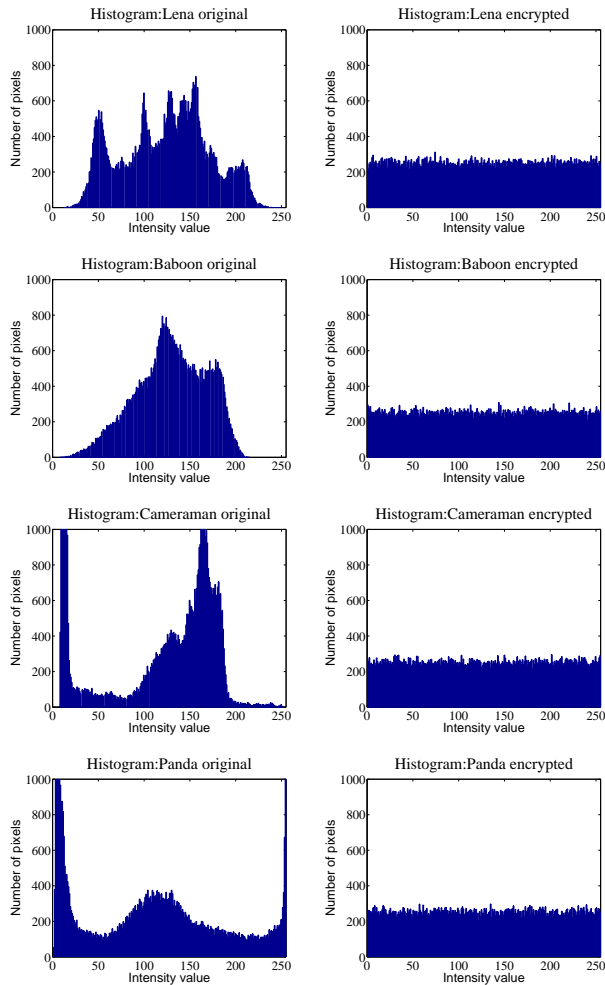 Histogram:Lena original
1000
800
600
400
200
0
Number of pixels
0 50 100 150 200 250
Intensity value
Histogram:Lena encrypted
1000
800
600
400
200
0
Number of pixels
0 50 100 150 200 250
Intensity value
Histogram:Baboon original
1000
800
600
400
200
0
Number of pixels
0 50 100 150 200 250
Intensity value
Histogram:Baboon encrypted
1000
800
600
400
200
0
Number of pixels
0 50 100 150 200 250
Intensity value
Histogram:Cameraman original
1000
800
600
400
200
0
Number of pixels
0 50 100 150 200 250
Intensity value
Histogram:Cameraman encrypted
1000
800
600
400
200
0
Number of pixels
0 50 100 150 200 250
Intensity value
Histogram:Panda original
1000
800
600
400
200
0
Number of pixels
0 50 100 150 200 250
Intensity value
Histogram:Panda encrypted
1000
800
600
400
200
0
Number of pixels
0 50 100 150 200 250
Intensity value